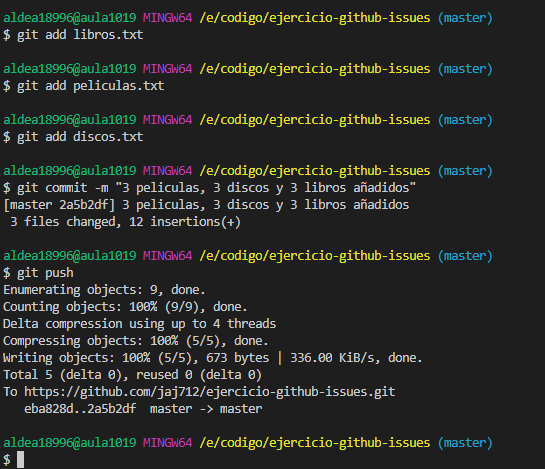 aldea18996@aula1019 MINGW64 /e/codigo/ejercicio-github-issues (master)
$ git add libros.txt
aldea18996@aula1019 MINGW64 /e/codigo/ejercicio-github-issues (master)
$ git add peliculas.txt
aldea18996@aula1019 MINGW64 /e/codigo/ejercicio-github-issues (master)
$ git add discos.txt
aldea18996@aula1019 MINGW64 /e/codigo/ejercicio-github-issues (master)
$ git commit -m "3 peliculas, 3 discos y 3 libros añadidos"
[master 2a5b2df] 3 peliculas, 3 discos y 3 libros añadidos
 3 files changed, 12 insertions(+)
aldea18996@aula1019 MINGW64 /e/codigo/ejercicio-github-issues (master)
$ git push
Enumerating objects: 9, done.
Counting objects: 100% (9/9), done.
Delta compression using up to 4 threads
Compressing objects: 100% (5/5), done.
Writing objects: 100% (5/5), 673 bytes | 336.00 KiB/s, done.
Total 5 (delta 0), reused 0 (delta 0)
To https://github.com/jaj712/ejercicio-github-issues.git
   eba828d..2a5b2df  master -> master
aldea18996@aula1019 MINGW64 /e/codigo/ejercicio-github-issues (master)
$